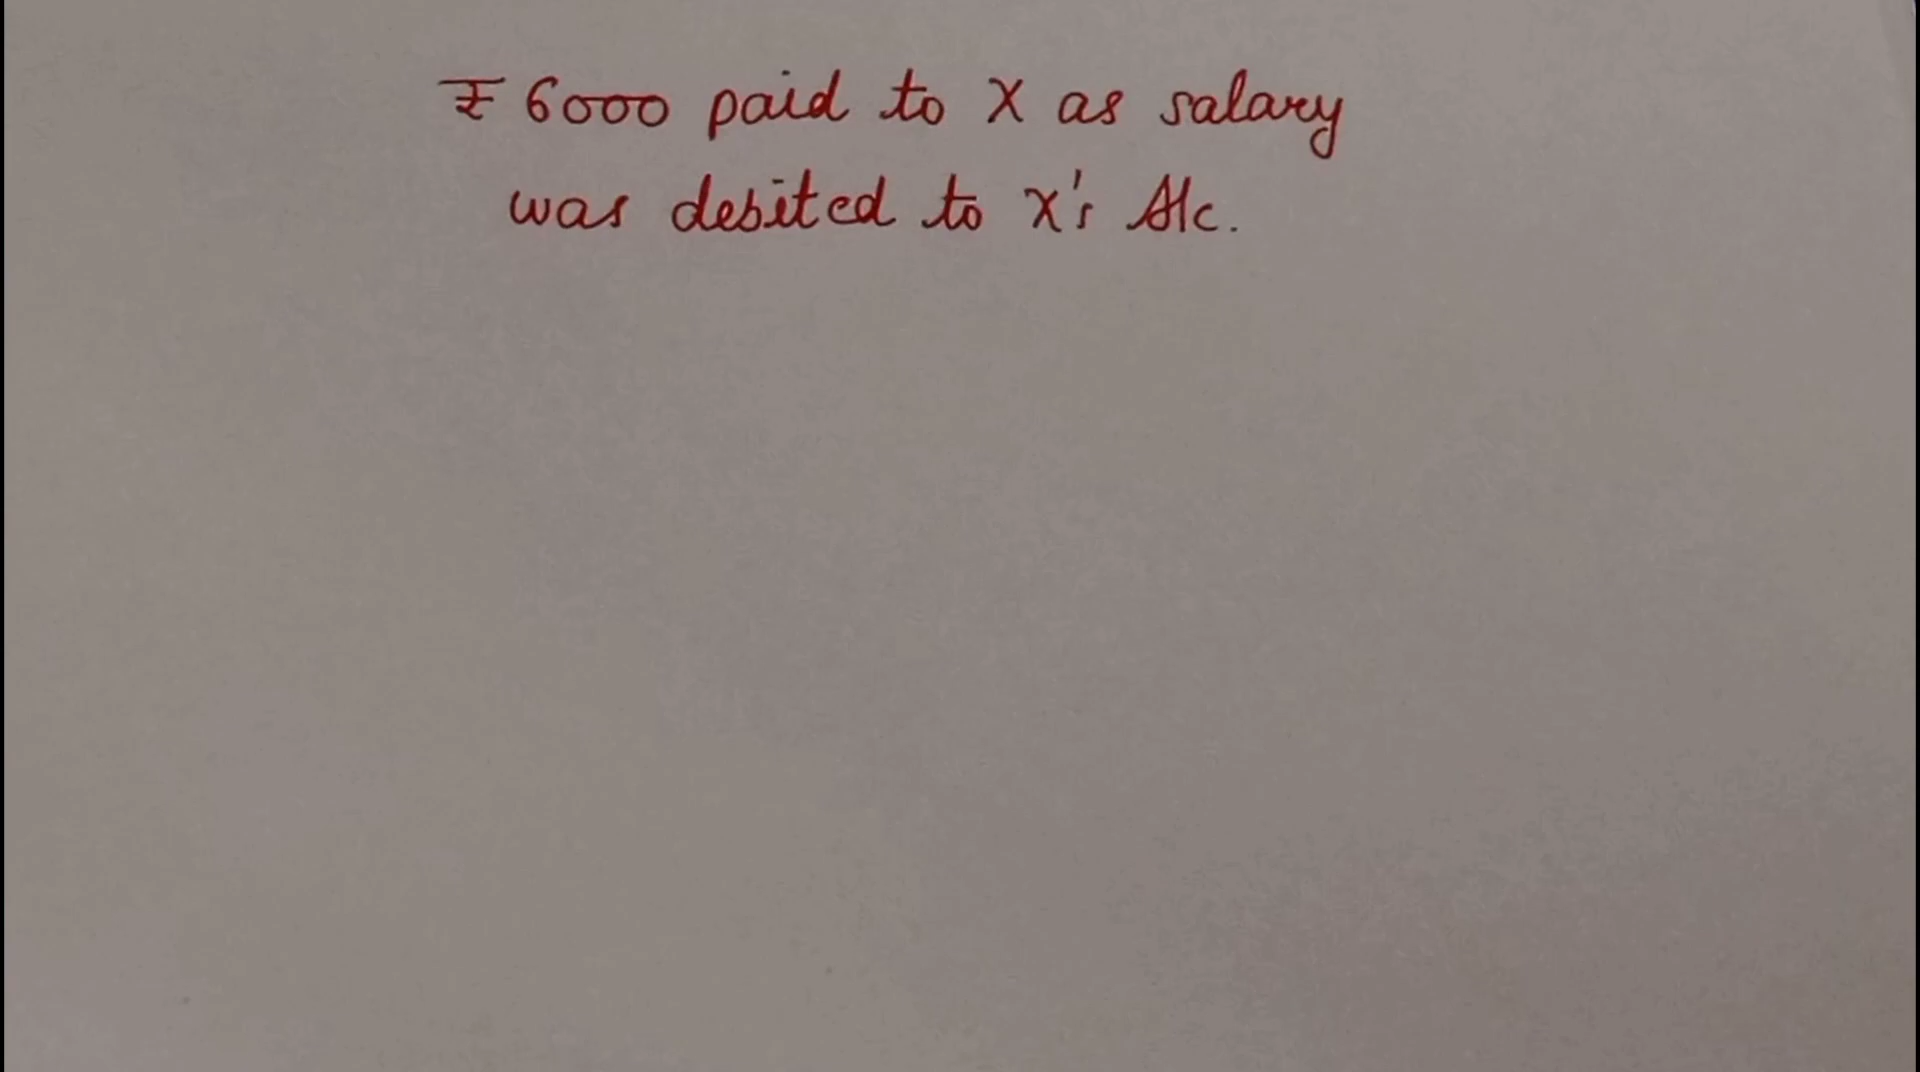 ₹ 6000 paid to X as salary
was debited to X's A/c.